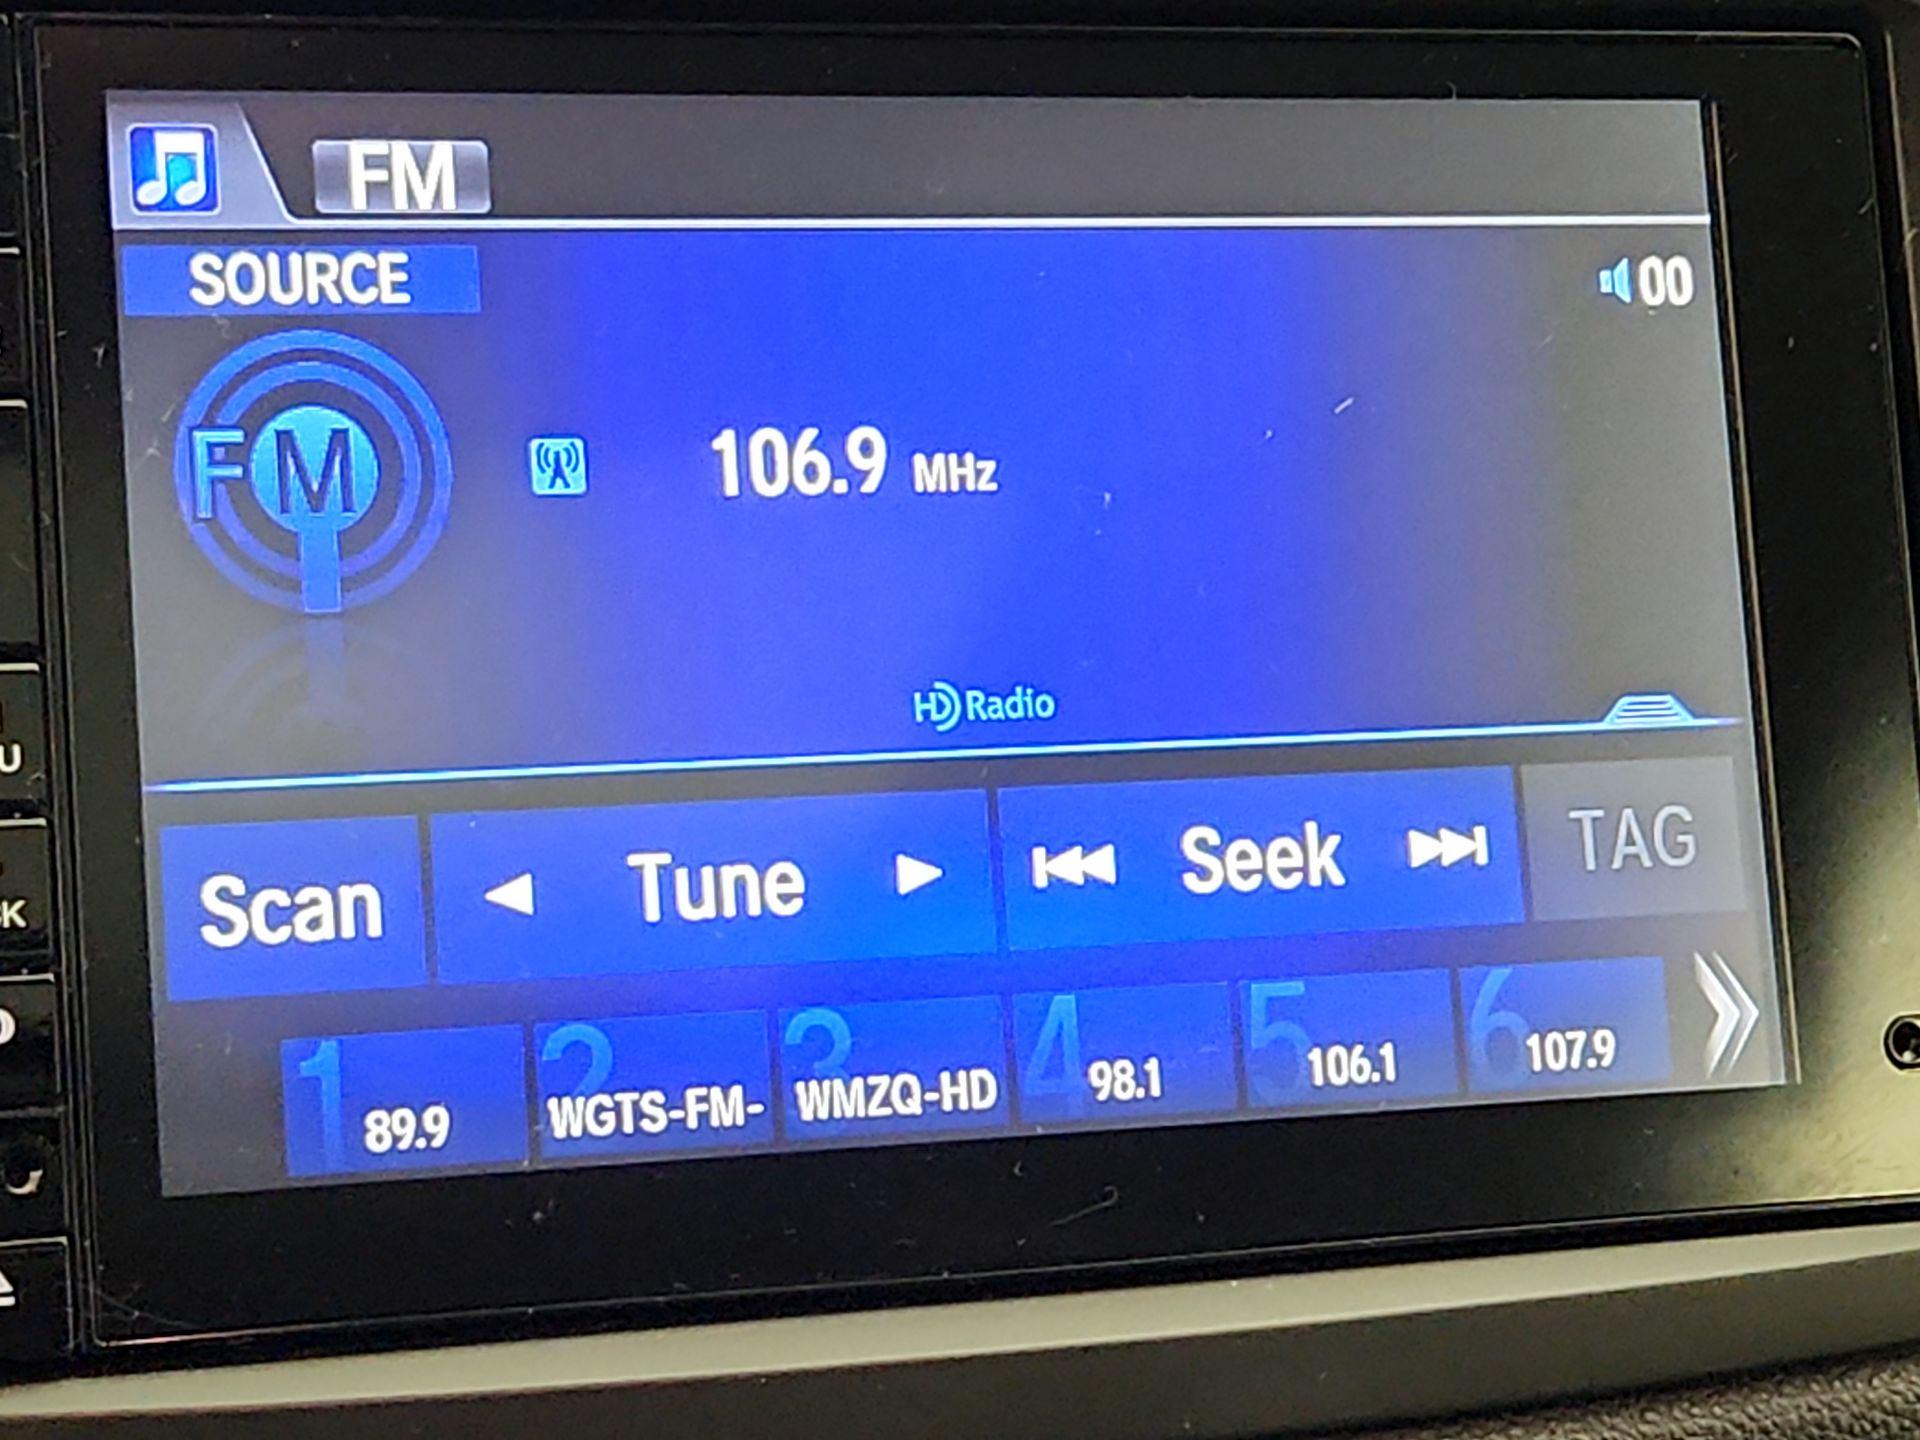 FM
SOURCE
00
FM
106.9 MHz
HD Radio
Scan
Tune
Seek
TAG
1 89.9
2 WGTS-FM-
3 WMZQ-HD
4 98.1
5 106.1
6 107.9